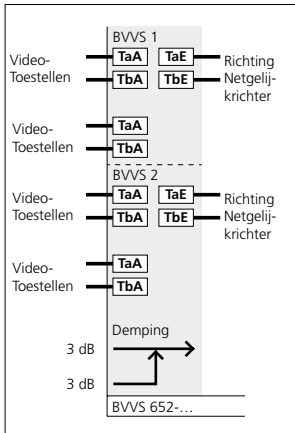 BVVS 1
Video-
Toestellen
TaA TaE
TbA TbE
Richting
Netgelij-
krichter
TaA
TbA
Video-
Toestellen
BVVS 2
Video-
Toestellen
TaA TaE
TbA TbE
Richting
Netgelij-
krichter
Video-
Toestellen
TaA
TbA
Demping
3 dB
3 dB
BVVS 652-...